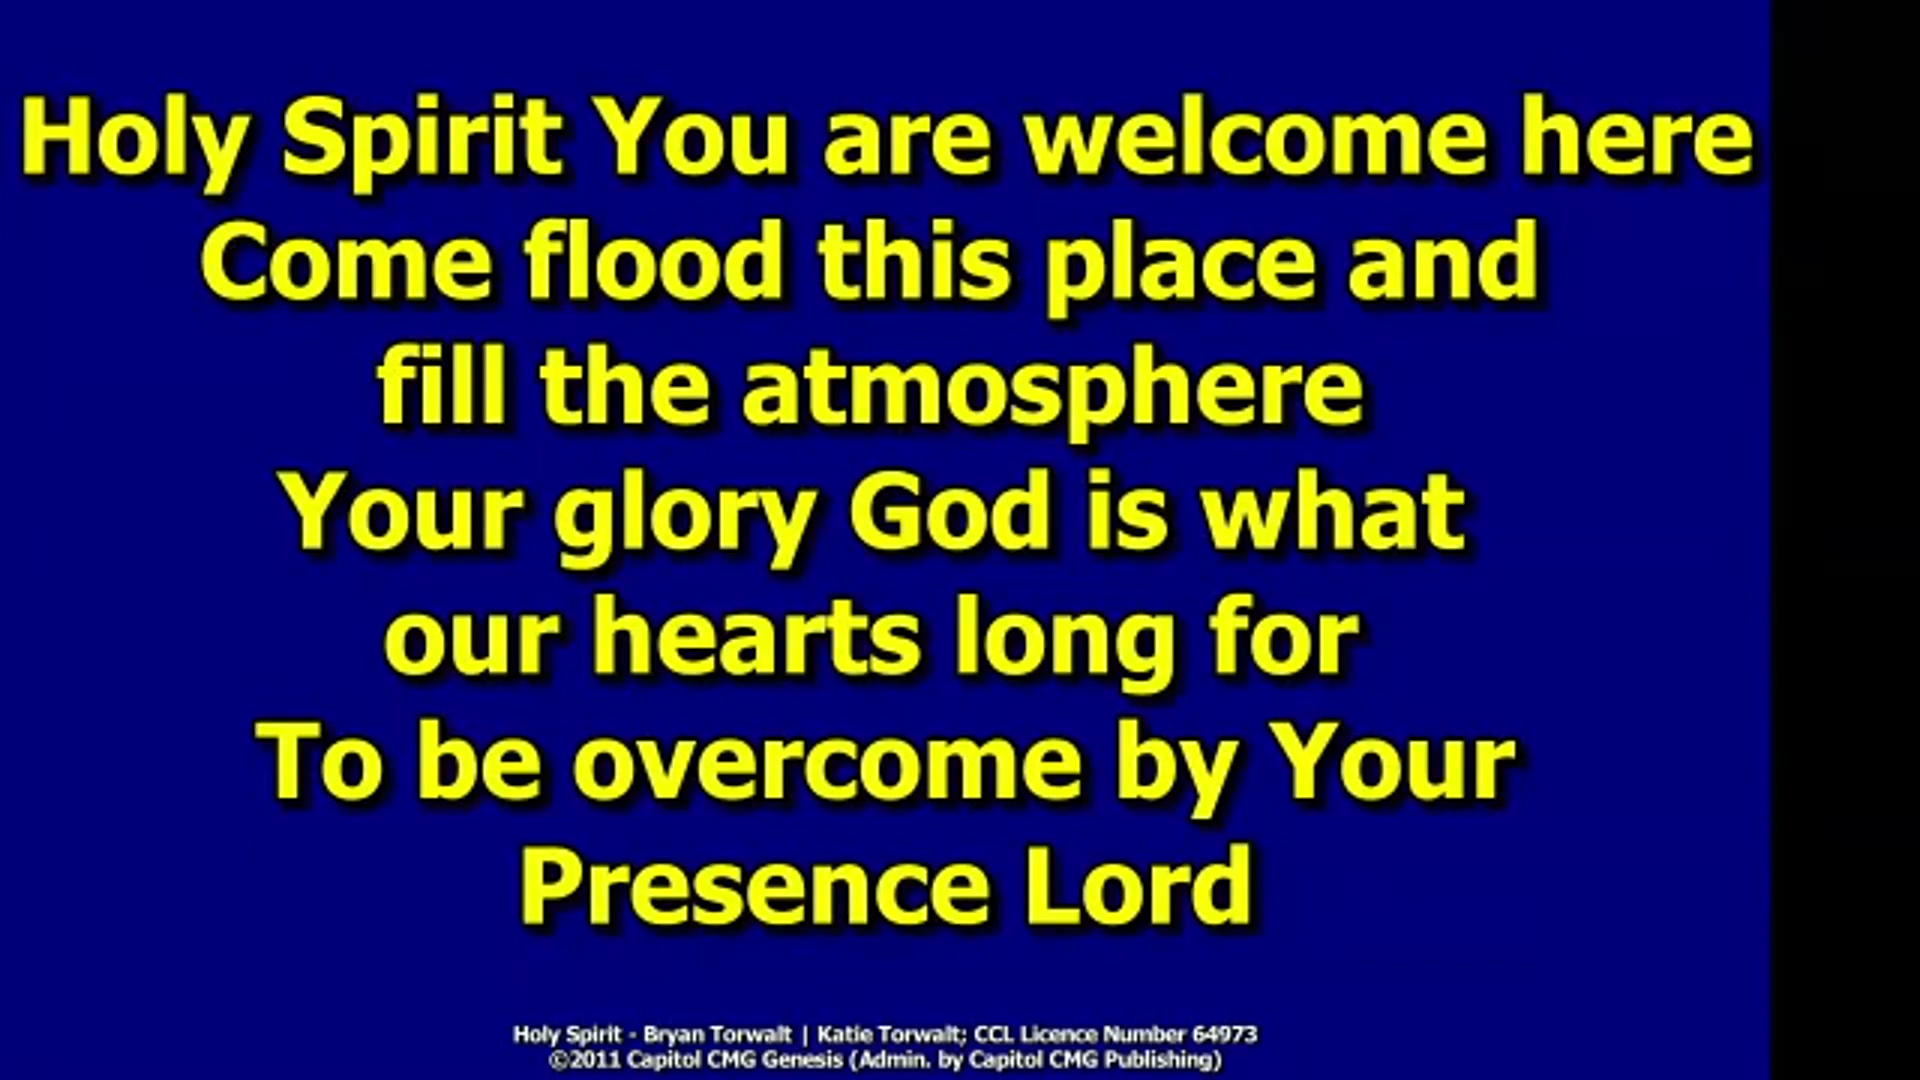 Holy Spirit You are welcome here
Come flood this place and
fill the atmosphere
Your glory God is what
our hearts long for
To be overcome by Your
Presence Lord
Holy Spirit - Bryan Torwalt | Katie Torwalt; CCL Licence Number 64973
©2011 Capitol CMG Genesis (Admin. by Capitol CMG Publishing)